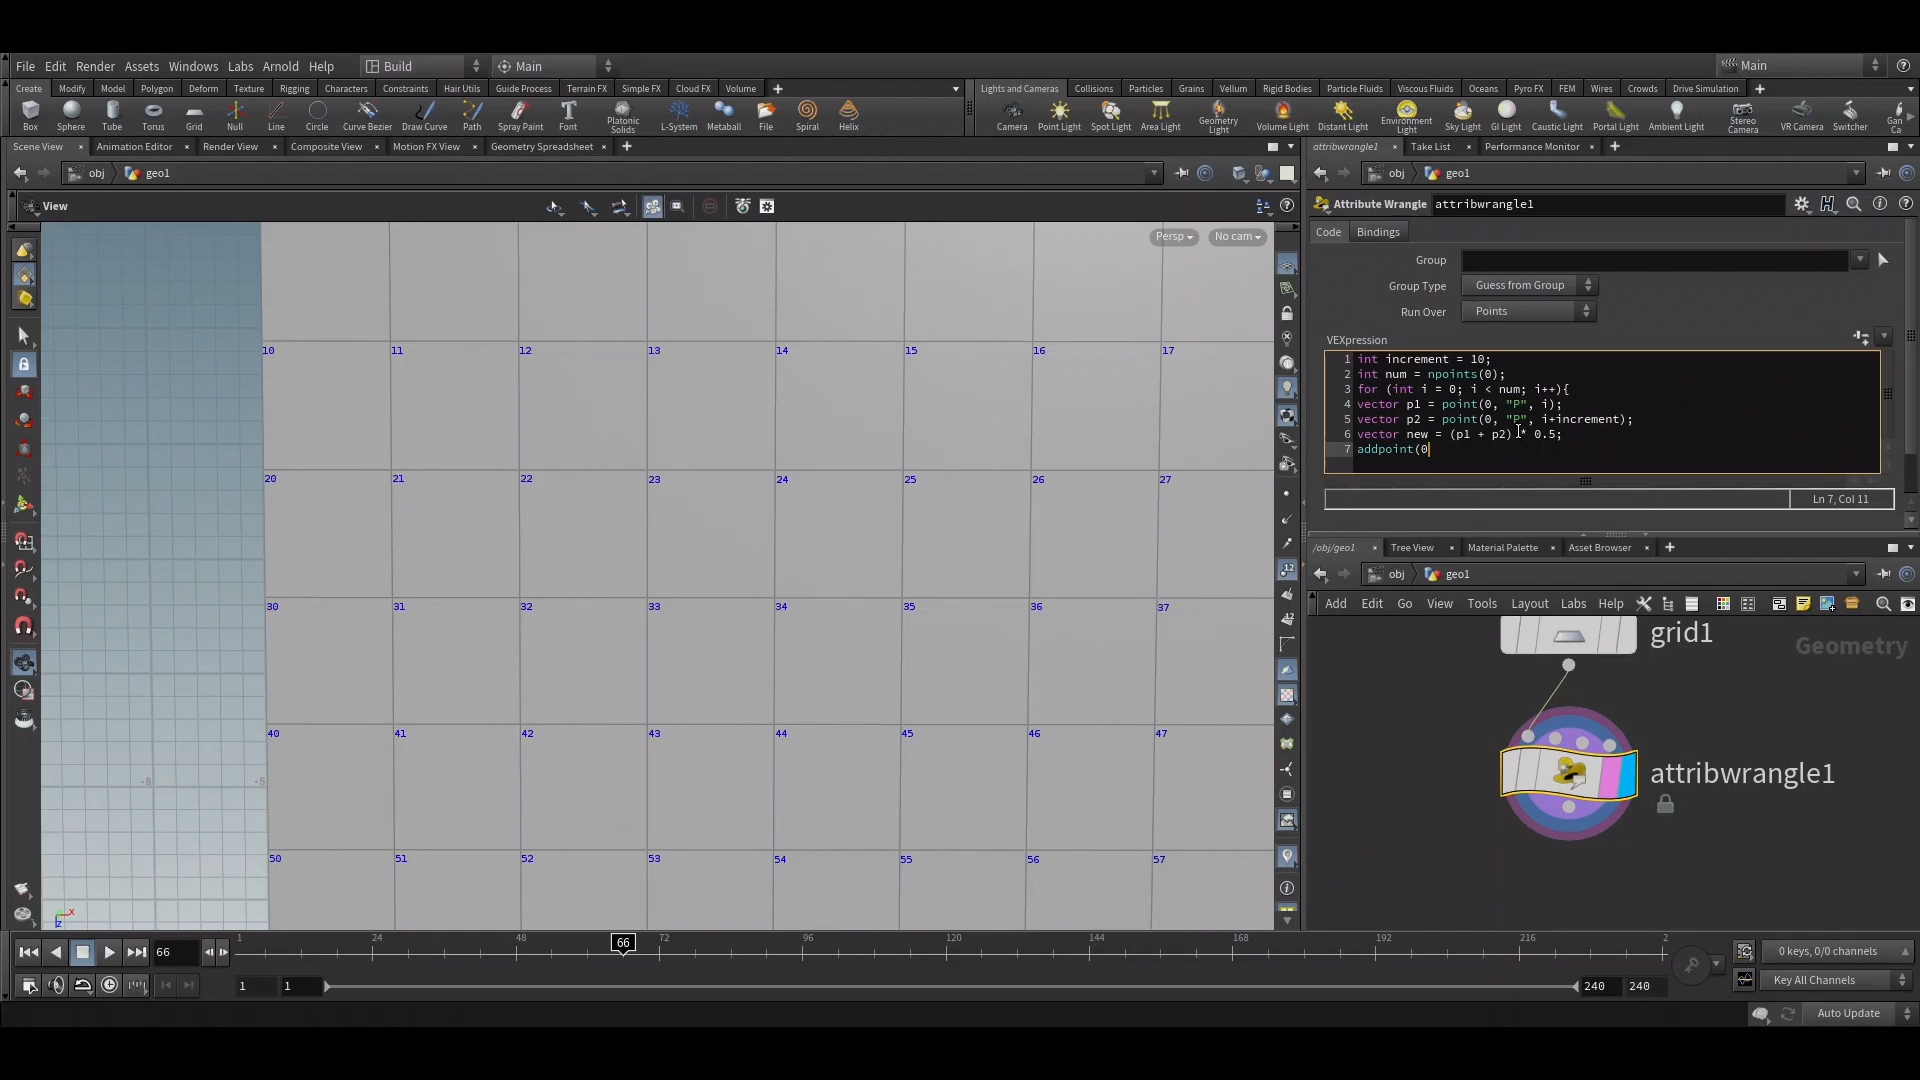 File Edit Render Assets Windows Labs Arnold Help Build Main Main
Create Modify Model Polygon Deform Texture Rigging Characters Constraints Hair Utils Guide Process Terrain FX Simple FX Cloud FX Volume
Lights and Cameras Collisions Particles Grains Vellum Rigid Bodies Particle Fluids Viscous Fluids Oceans Pyro FX FEM Wires Crowds Drive Simulation
Box Sphere Tube Torus Grid Null Line Circle Curve Bezier Draw Curve Path Spray Paint Font Platonic Solids L-System Metaball File Spiral Helix
Camera Point Light Spot Light Area Light Geometry Light Volume Light Distant Light Environment Light Sky Light GI Light Caustic Light Portal Light Ambient Light Stereo Camera VR Camera Switcher Gan Ca
Scene View Animation Editor Render View Composite View Motion FX View Geometry Spreadsheet
obj geo1
View
Persp No cam
10 11 12 13 14 15 16 17
20 21 22 23 24 25 26 27
30 31 32 33 34 35 36 37
40 41 42 43 44 45 46 47
-6 -5
50 51 52 53 54 55 56 57
x
z
attribwrangle1 Take List Performance Monitor
obj geo1
Attribute Wrangle attribwrangle1
Code Bindings
Group
Group Type Guess from Group
Run Over Points
VEXpression
1 int increment = 10;
2 int num = npoints(0);
3 for (int i = 0; i < num; i++){
4 vector p1 = point(0, "P", i);
5 vector p2 = point(0, "P", i+increment);
6 vector new = (p1 + p2) * 0.5;
7 addpoint(0
Ln 7, Col 11
/obj/geo1 Tree View Material Palette Asset Browser
obj geo1
Add Edit Go View Tools Layout Labs Help
grid1
Geometry
attribwrangle1
66 1 24 48 66 72 96 120 144 168 192 216 2
0 keys, 0/0 channels
1 1 240 240
Key All Channels
Auto Update